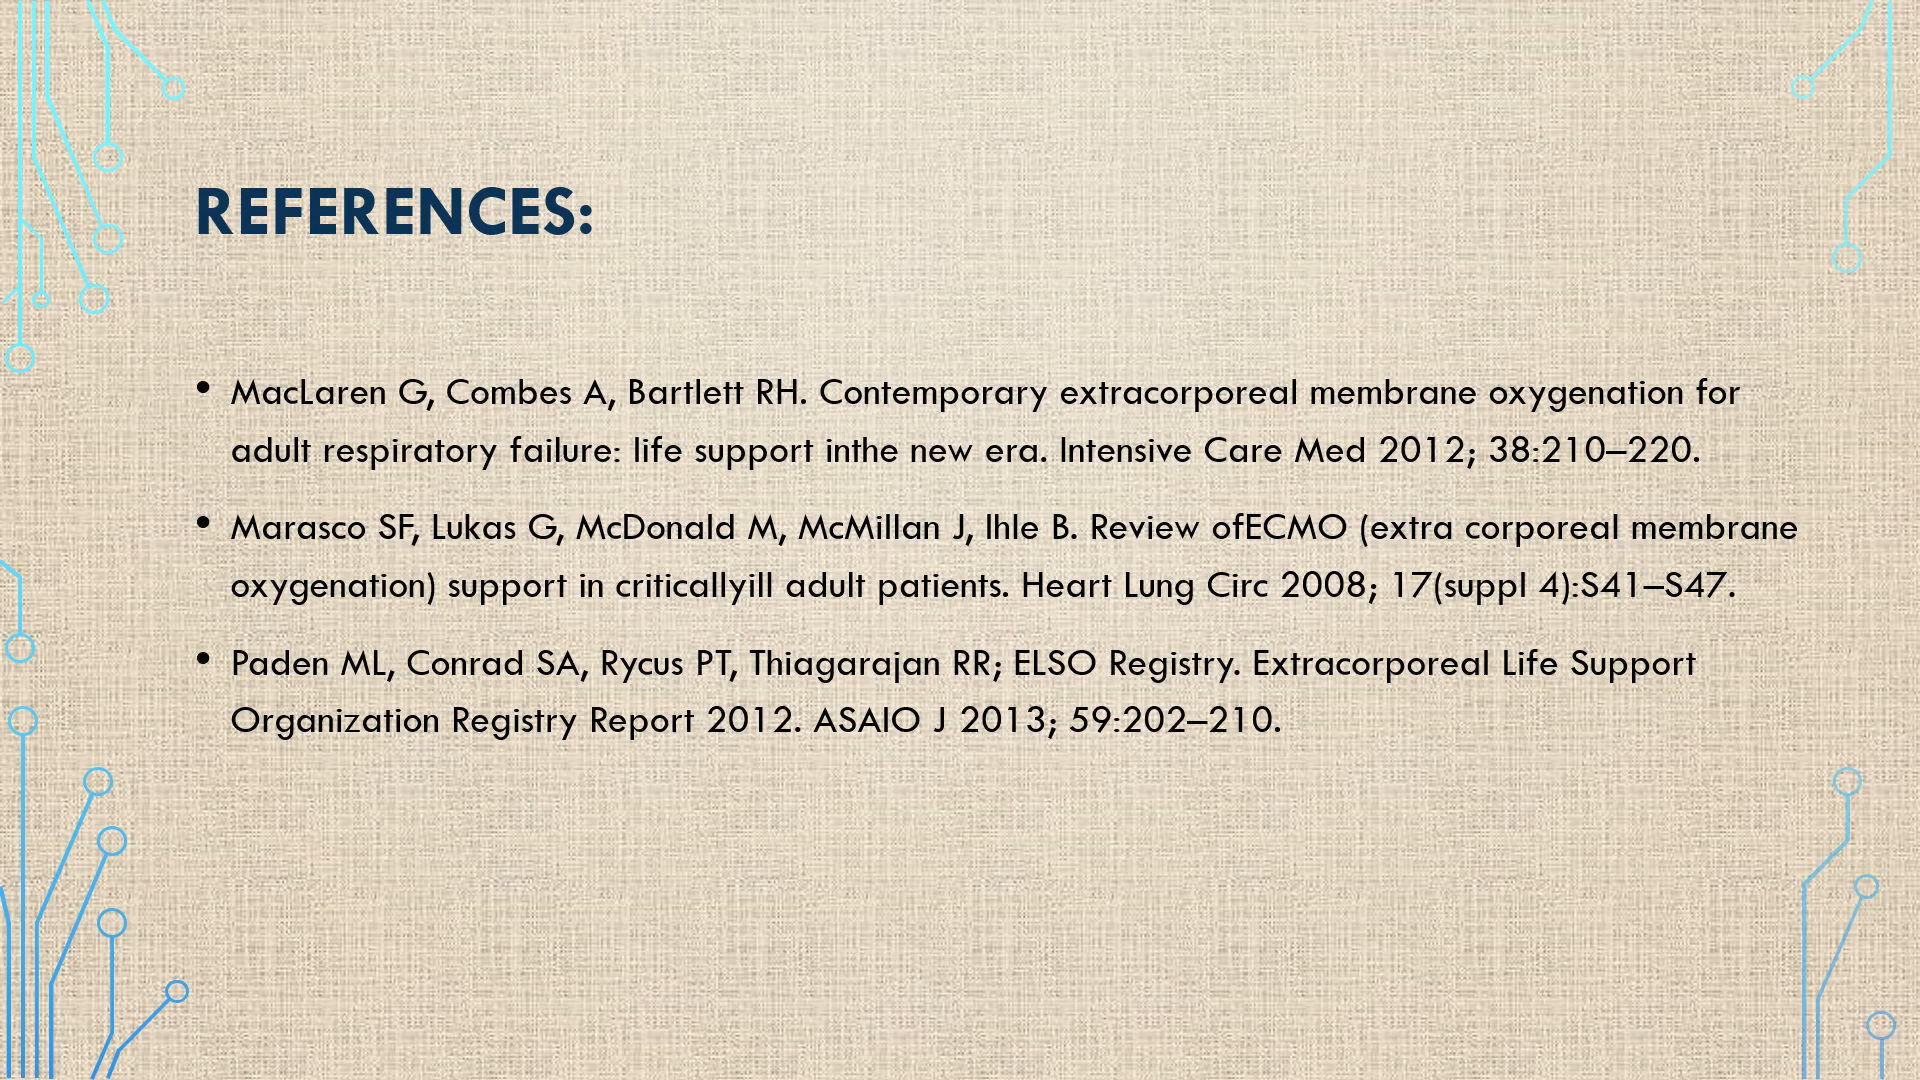 REFERENCES:
• MacLaren G, Combes A, Bartlett RH. Contemporary extracorporeal membrane oxygenation for
adult respiratory failure: life support inthe new era. Intensive Care Med 2012; 38:210–220.
• Marasco SF, Lukas G, McDonald M, McMillan J, Ihle B. Review ofECMO (extra corporeal membrane
oxygenation) support in criticallyill adult patients. Heart Lung Circ 2008; 17(suppl 4):S41–S47.
• Paden ML, Conrad SA, Rycus PT, Thiagarajan RR; ELSO Registry. Extracorporeal Life Support
Organization Registry Report 2012. ASAIO J 2013; 59:202–210.